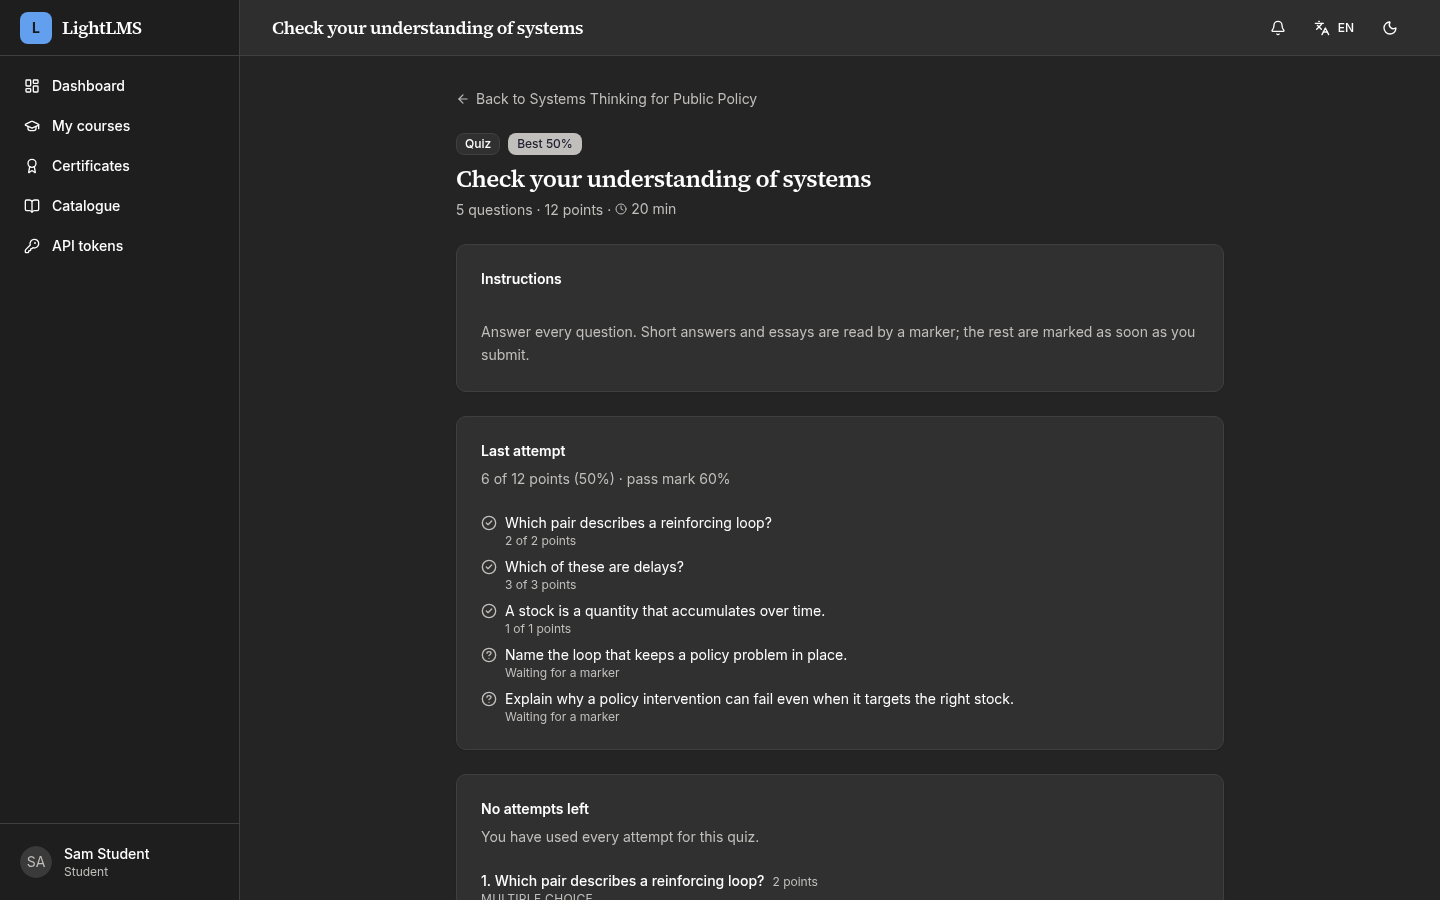 L LightLMS
Check your understanding of systems
EN
Dashboard
My courses
Certificates
Catalogue
API tokens
Back to Systems Thinking for Public Policy
Quiz Best 50%
Check your understanding of systems
5 questions · 12 points · 20 min
Instructions
Answer every question. Short answers and essays are read by a marker; the rest are marked as soon as you
submit.
Last attempt
6 of 12 points (50%) · pass mark 60%
Which pair describes a reinforcing loop?
2 of 2 points
Which of these are delays?
3 of 3 points
A stock is a quantity that accumulates over time.
1 of 1 points
Name the loop that keeps a policy problem in place.
Waiting for a marker
Explain why a policy intervention can fail even when it targets the right stock.
Waiting for a marker
No attempts left
You have used every attempt for this quiz.
1. Which pair describes a reinforcing loop? 2 points
MULTIPLE CHOICE
SA Sam Student
Student